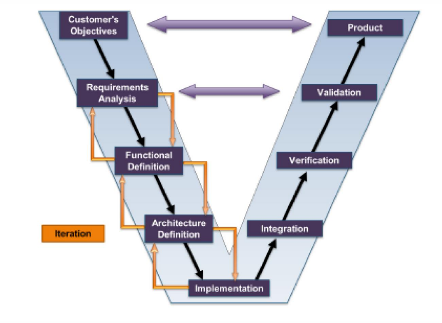 Customer's
Objectives
Product
Requirements
Analysis
Validation
Functional
Definition
Verification
Architecture
Definition
Integration
Iteration
Implementation